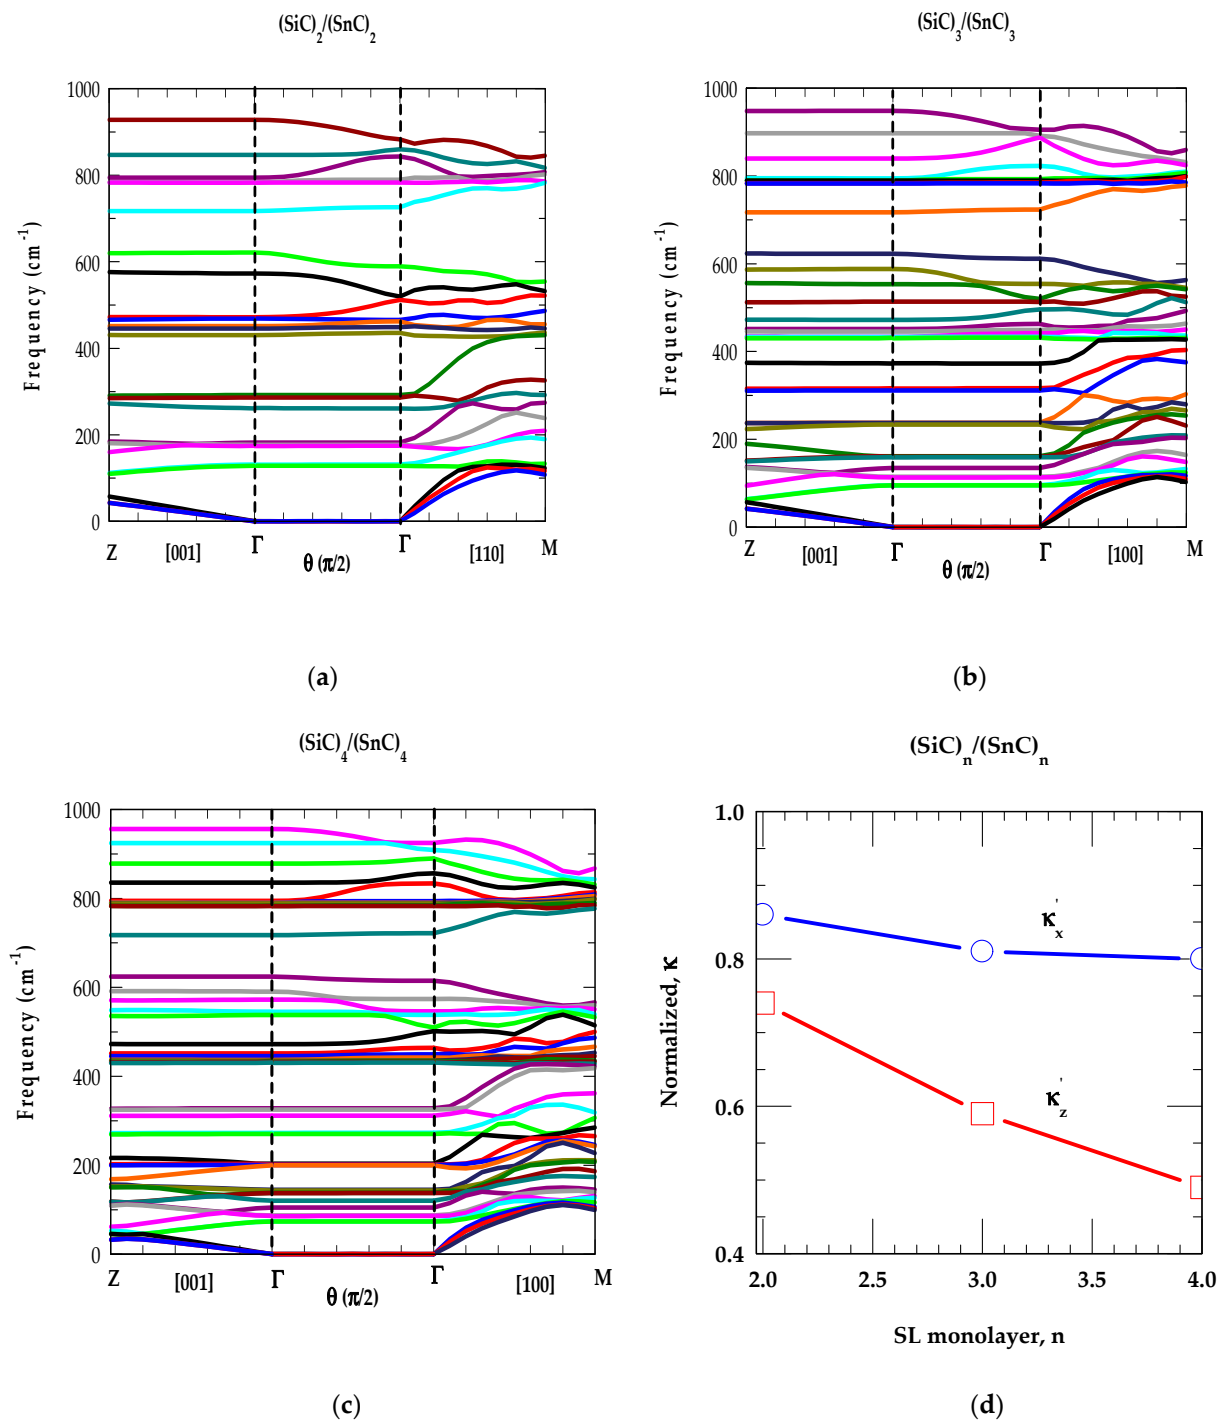 (SiC)2/(SnC)2
(SiC)3/(SnC)3
1000
800
600
400
200
0
Frequency (cm-1)
Z [001] Γ θ (π/2) Γ [110] M
1000
800
600
400
200
0
Frequency (cm-1)
Z [001] Γ θ (π/2) Γ [100] M
(a)
(b)
(SiC)4/(SnC)4
(SiC)n/(SnC)n
1000
800
600
400
200
0
Frequency (cm-1)
Z [001] Γ θ (π/2) Γ [100] M
1.0
0.8
0.6
0.4
Normalized, κ
κ'x
κ'z
2.0 2.5 3.0 3.5 4.0
SL monolayer, n
(c)
(d)